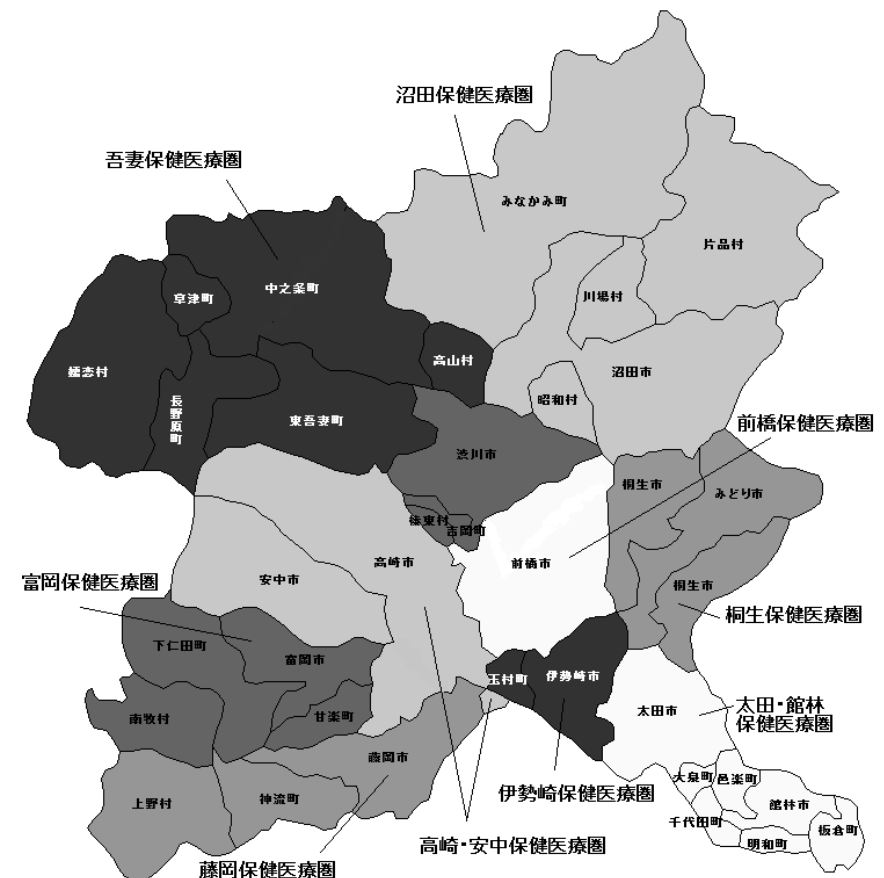 沼田保健医療圏
吾妻保健医療圏
みなかみ町
片品村
草津町
中之条町
川場村
嬬恋村
高山村
沼田市
昭和村
長野原町
東吾妻町
前橋保健医療圏
渋川市
桐生市
みどり市
榛東村
吉岡町
高崎市
前橋市
安中市
富岡保健医療圏
桐生市
桐生保健医療圏
下仁田町
富岡市
玉村町
伊勢崎市
南牧村
甘楽町
太田市
太田・館林
保健医療圏
藤岡市
大泉町
邑楽町
上野村
神流町
伊勢崎保健医療圏
館林市
千代田町
板倉町
明和町
高崎・安中保健医療圏
藤岡保健医療圏